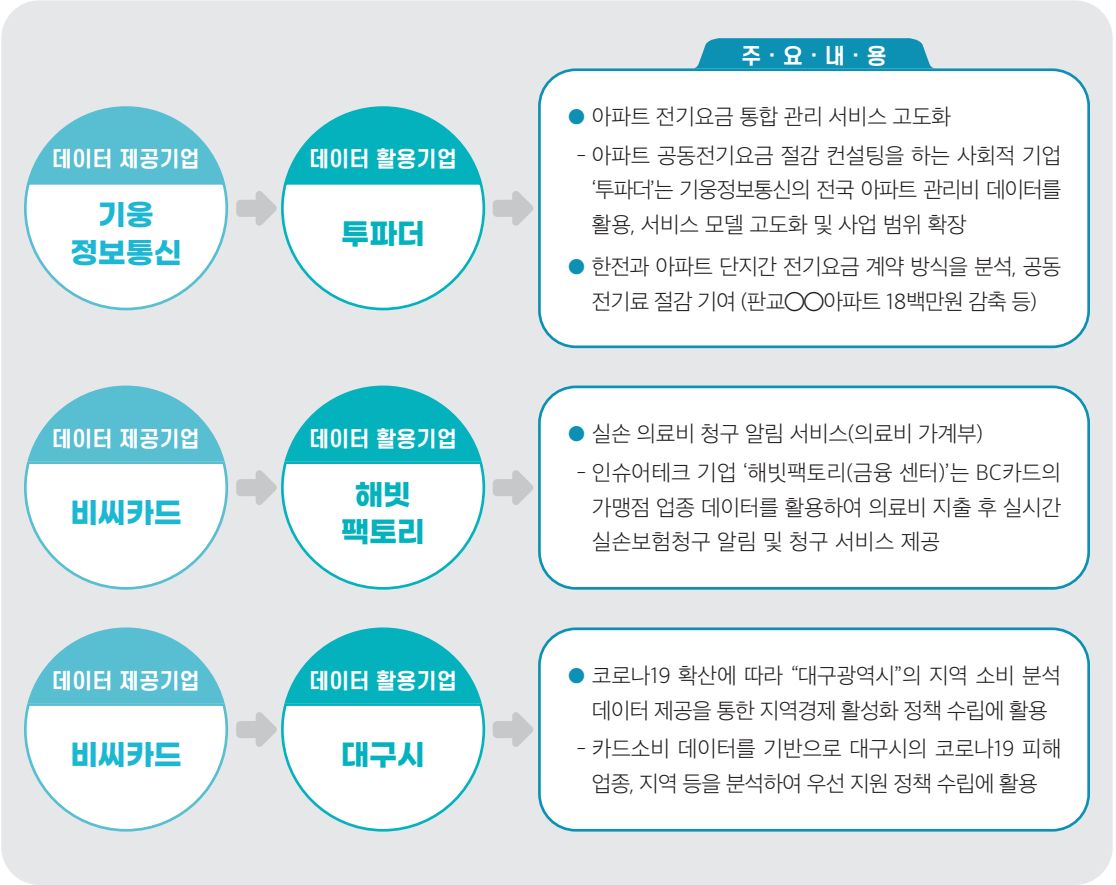 주·요·내·용
데이터 제공기업
기웅
정보통신
데이터 활용기업
투파더
● 아파트 전기요금 통합 관리 서비스 고도화
- 아파트 공동전기요금 절감 컨설팅을 하는 사회적 기업
‘투파더’는 기웅정보통신의 전국 아파트 관리비 데이터를
활용, 서비스 모델 고도화 및 사업 범위 확장
● 한전과 아파트 단지간 전기요금 계약 방식을 분석, 공동
전기료 절감 기여 (판교○○아파트 18백만원 감축 등)
데이터 제공기업
비씨카드
데이터 활용기업
해빗
팩토리
● 실손 의료비 청구 알림 서비스(의료비 가계부)
- 인슈어테크 기업 ‘해빗팩토리(금융 센터)’는 BC카드의
가맹점 업종 데이터를 활용하여 의료비 지출 후 실시간
실손보험청구 알림 및 청구 서비스 제공
데이터 제공기업
비씨카드
데이터 활용기업
대구시
● 코로나19 확산에 따라 “대구광역시”의 지역 소비 분석
데이터 제공을 통한 지역경제 활성화 정책 수립에 활용
- 카드소비 데이터를 기반으로 대구시의 코로나19 피해
업종, 지역 등을 분석하여 우선 지원 정책 수립에 활용